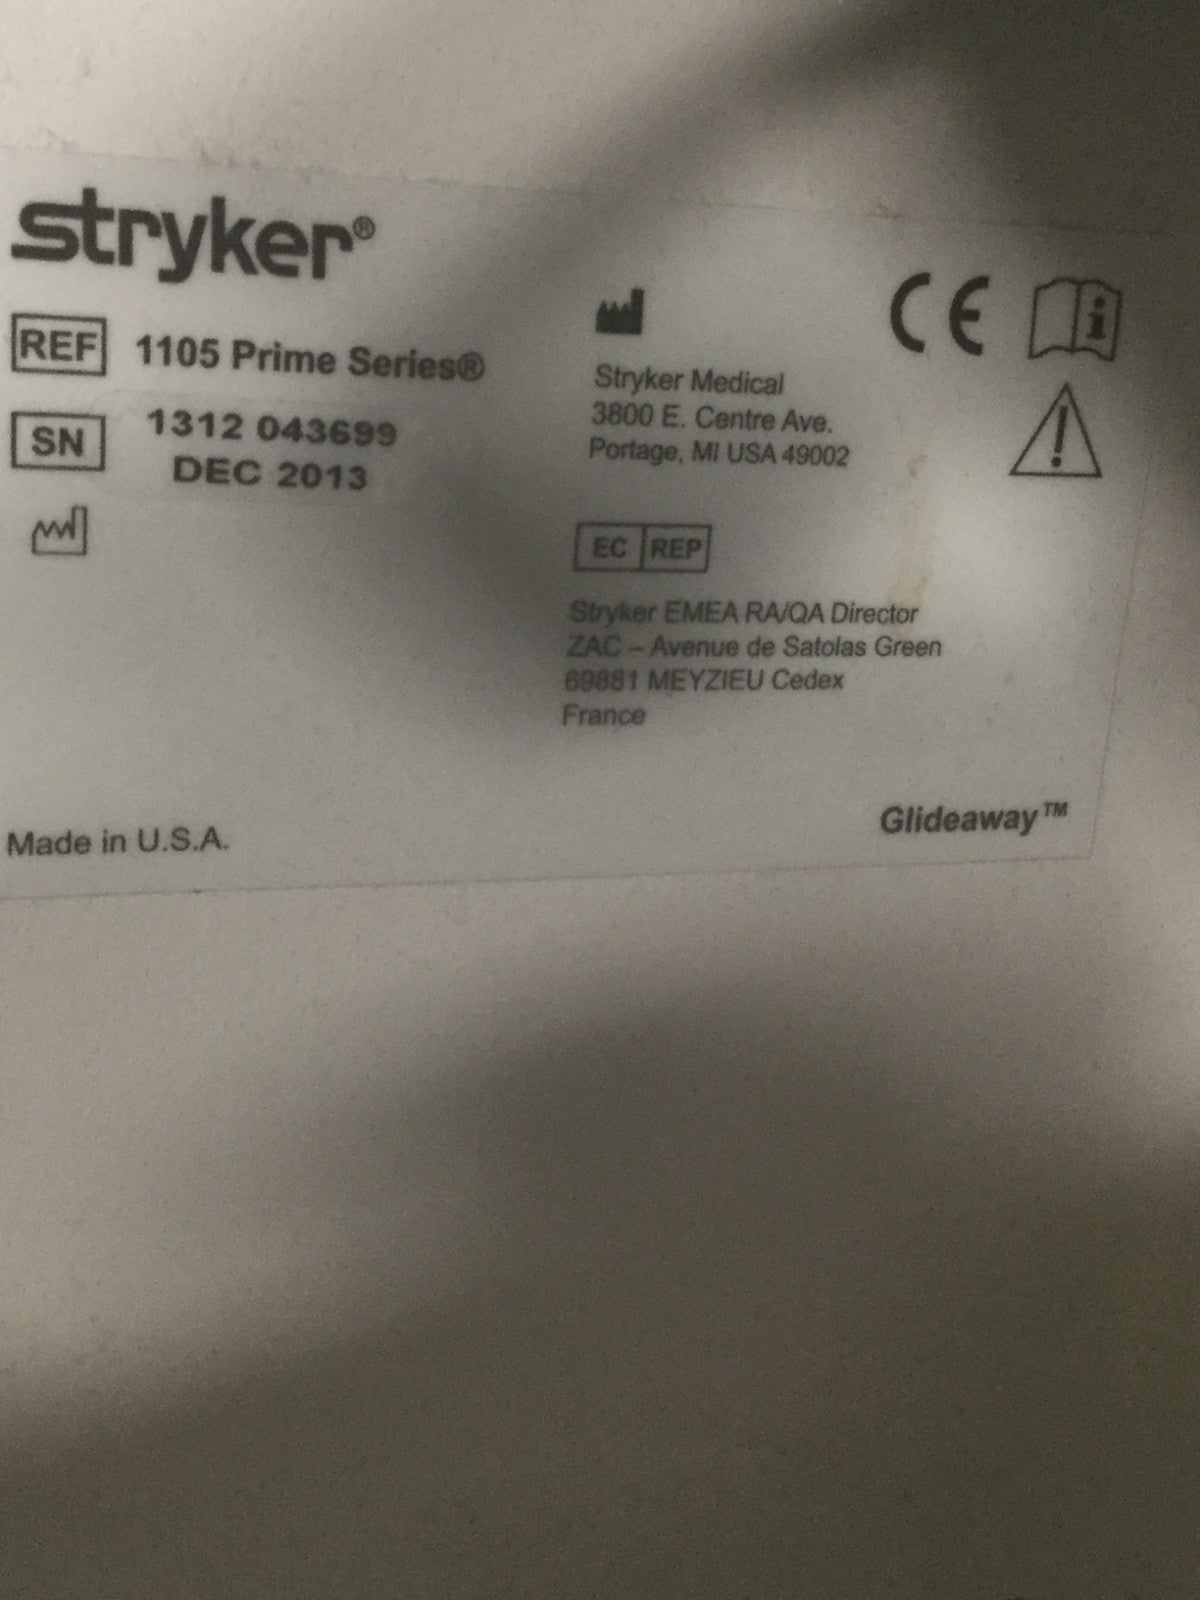 stryker®
REF 1105 Prime Series®
SN 1312 043699
DEC 2013
Stryker Medical
3800 E. Centre Ave.
Portage, MI USA 49002
CE
EC REP
Stryker EMEA RA/QA Director
ZAC – Avenue de Satolas Green
69881 MEYZIEU Cedex
France
Made in U.S.A.
Glideaway™